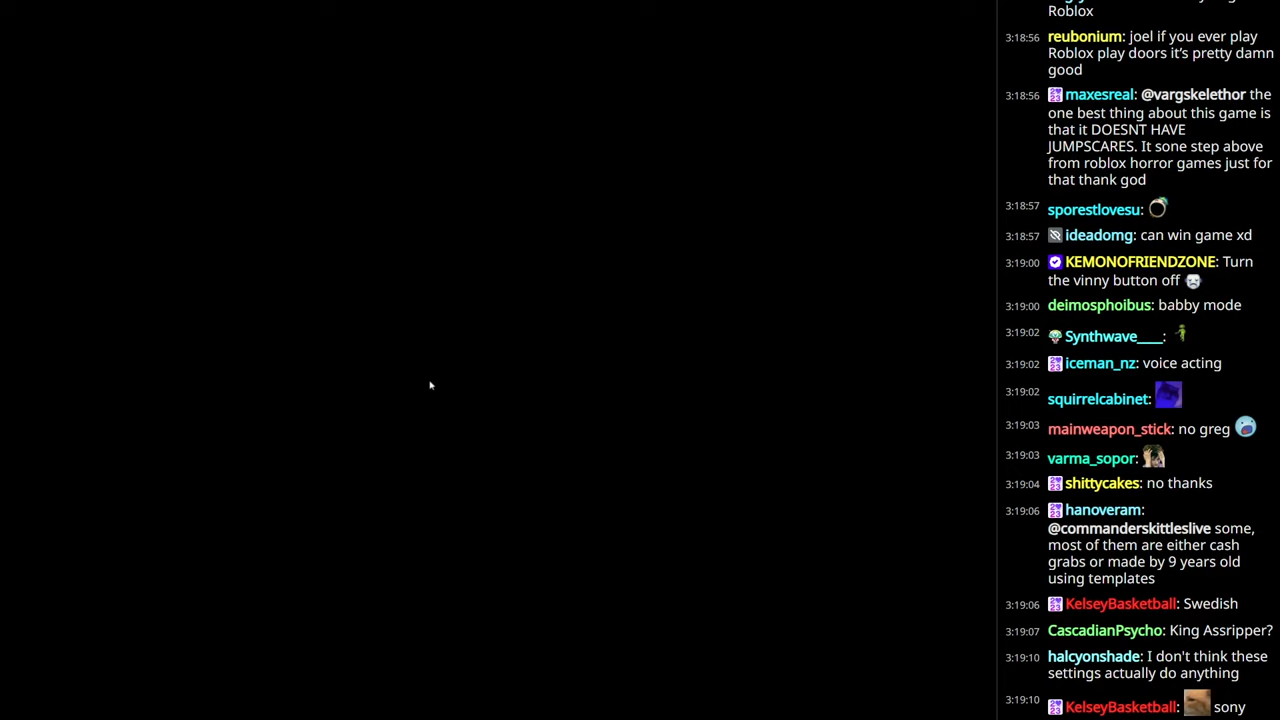 Roblox
3:18:56 reubonium: joel if you ever play
Roblox play doors it's pretty damn
good
3:18:56 maxesreal: @vargskelethor the
one best thing about this game is
that it DOESNT HAVE
JUMPSCARES. It sone step above
from roblox horror games just for
that thank god
3:18:57 sporestlovesu:
3:18:57 ideadomg: can win game xd
3:19:00 KEMONOFRIENDZONE: Turn
the vinny button off
3:19:00 deimosphoibus: babby mode
3:19:02 Synthwave____:
3:19:02 iceman_nz: voice acting
3:19:02 squirrelcabinet:
3:19:03 mainweapon_stick: no greg
3:19:03 varma_sopor:
3:19:04 shittycakes: no thanks
3:19:06 hanoveram:
@commanderskittleslive some,
most of them are either cash
grabs or made by 9 years old
using templates
3:19:06 KelseyBasketball: Swedish
3:19:07 CascadianPsycho: King Assripper?
3:19:10 halcyonshade: I don't think these
settings actually do anything
3:19:10 KelseyBasketball: sony